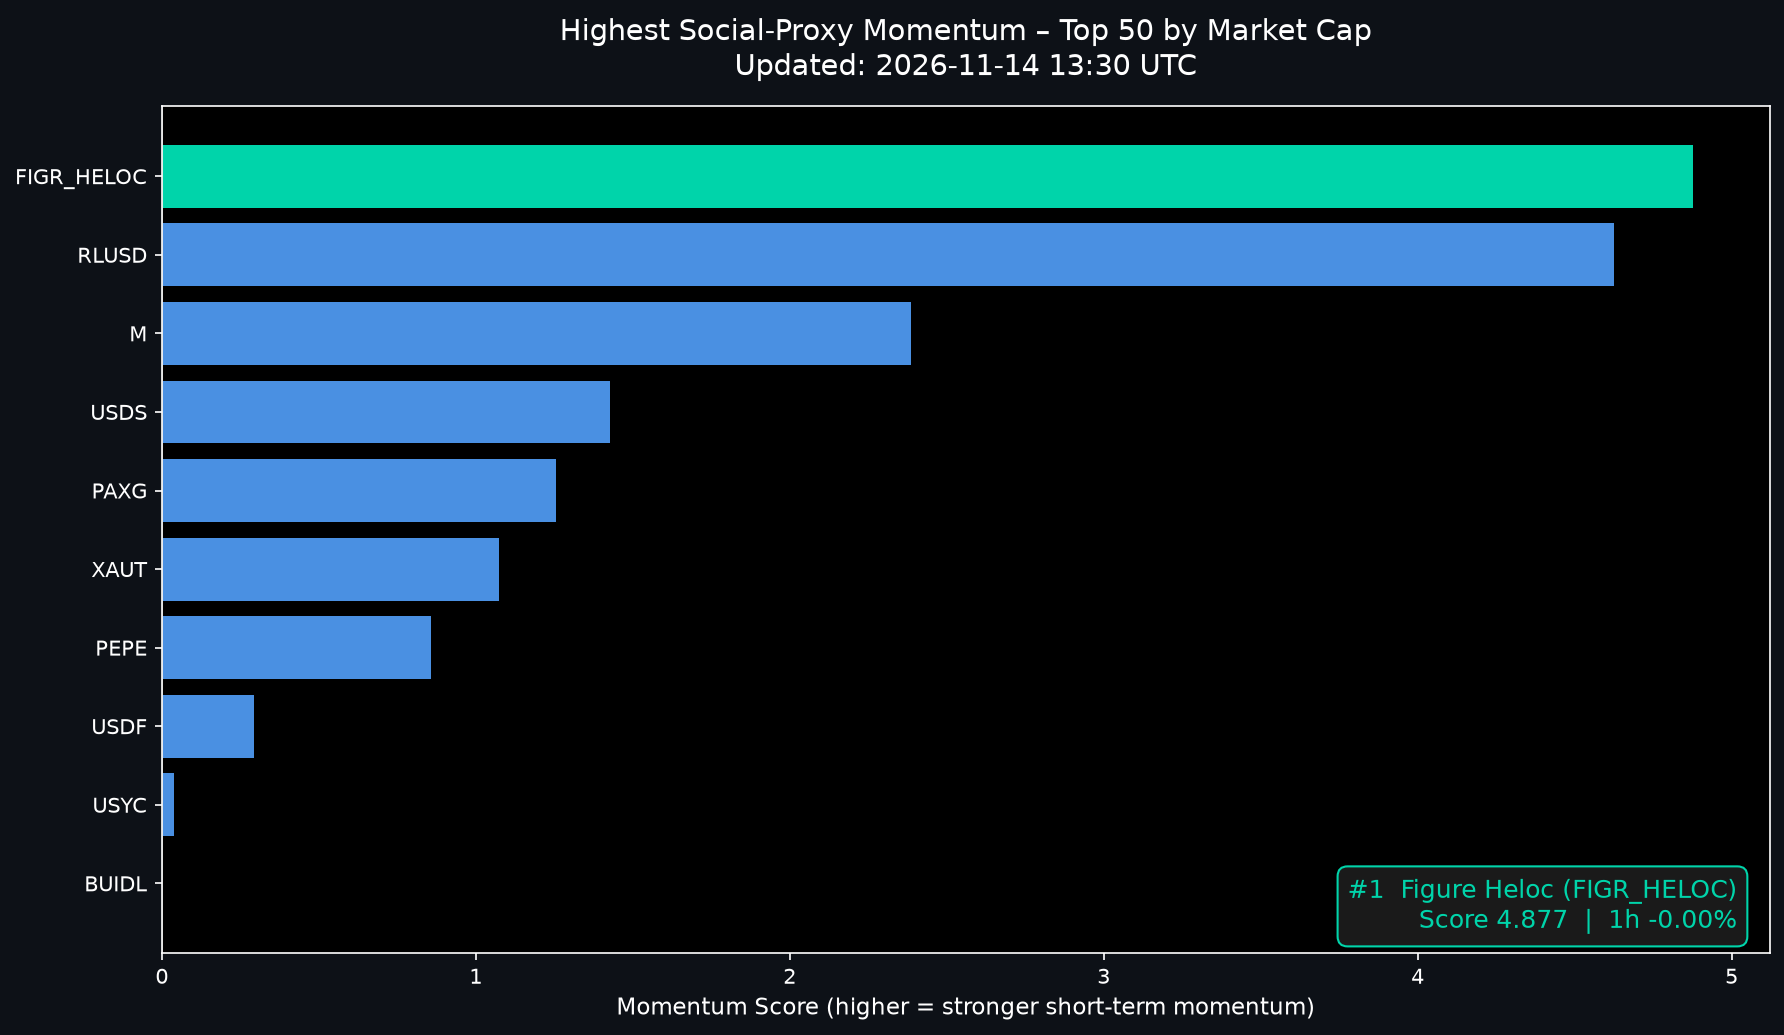 Highest Social-Proxy Momentum – Top 50 by Market Cap
Updated: 2026-11-14 13:30 UTC
FIGR_HELOC
RLUSD
M
USDS
PAXG
XAUT
PEPE
USDF
USYC
BUIDL
#1 Figure Heloc (FIGR_HELOC)
Score 4.877 | 1h -0.00%
0 1 2 3 4 5
Momentum Score (higher = stronger short-term momentum)